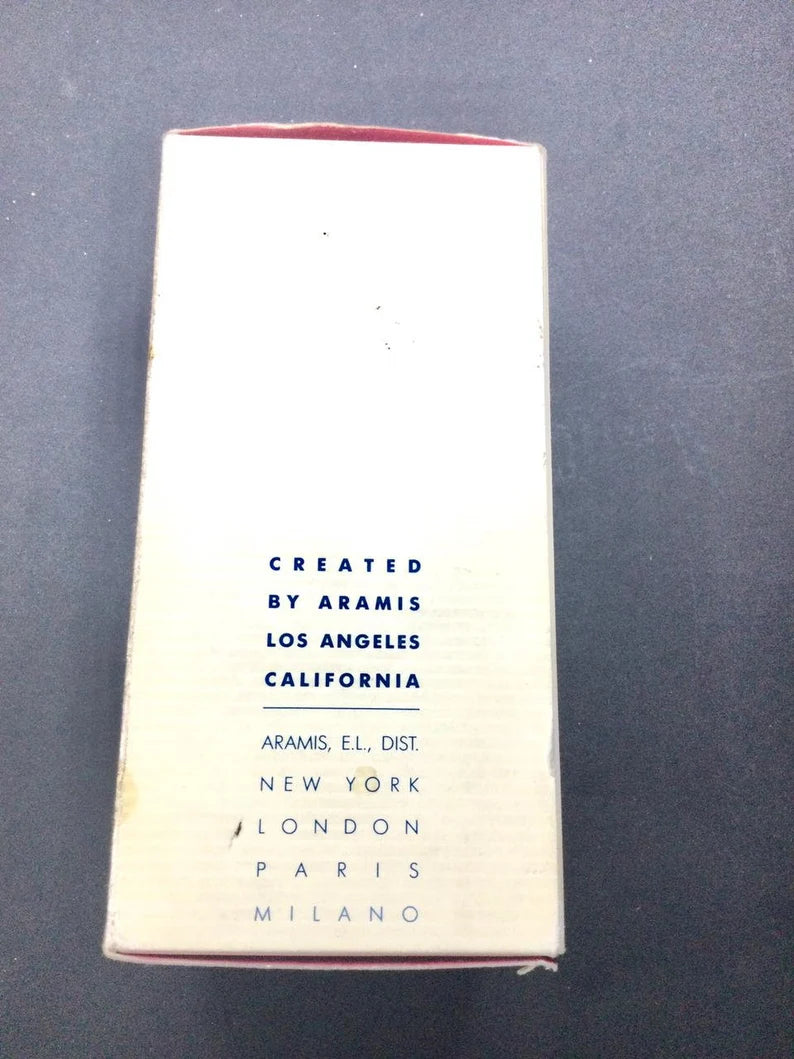 CREATED
BY ARAMIS
LOS ANGELES
CALIFORNIA
ARAMIS, E.L., DIST.
NEW YORK
LONDON
PARIS
MILANO